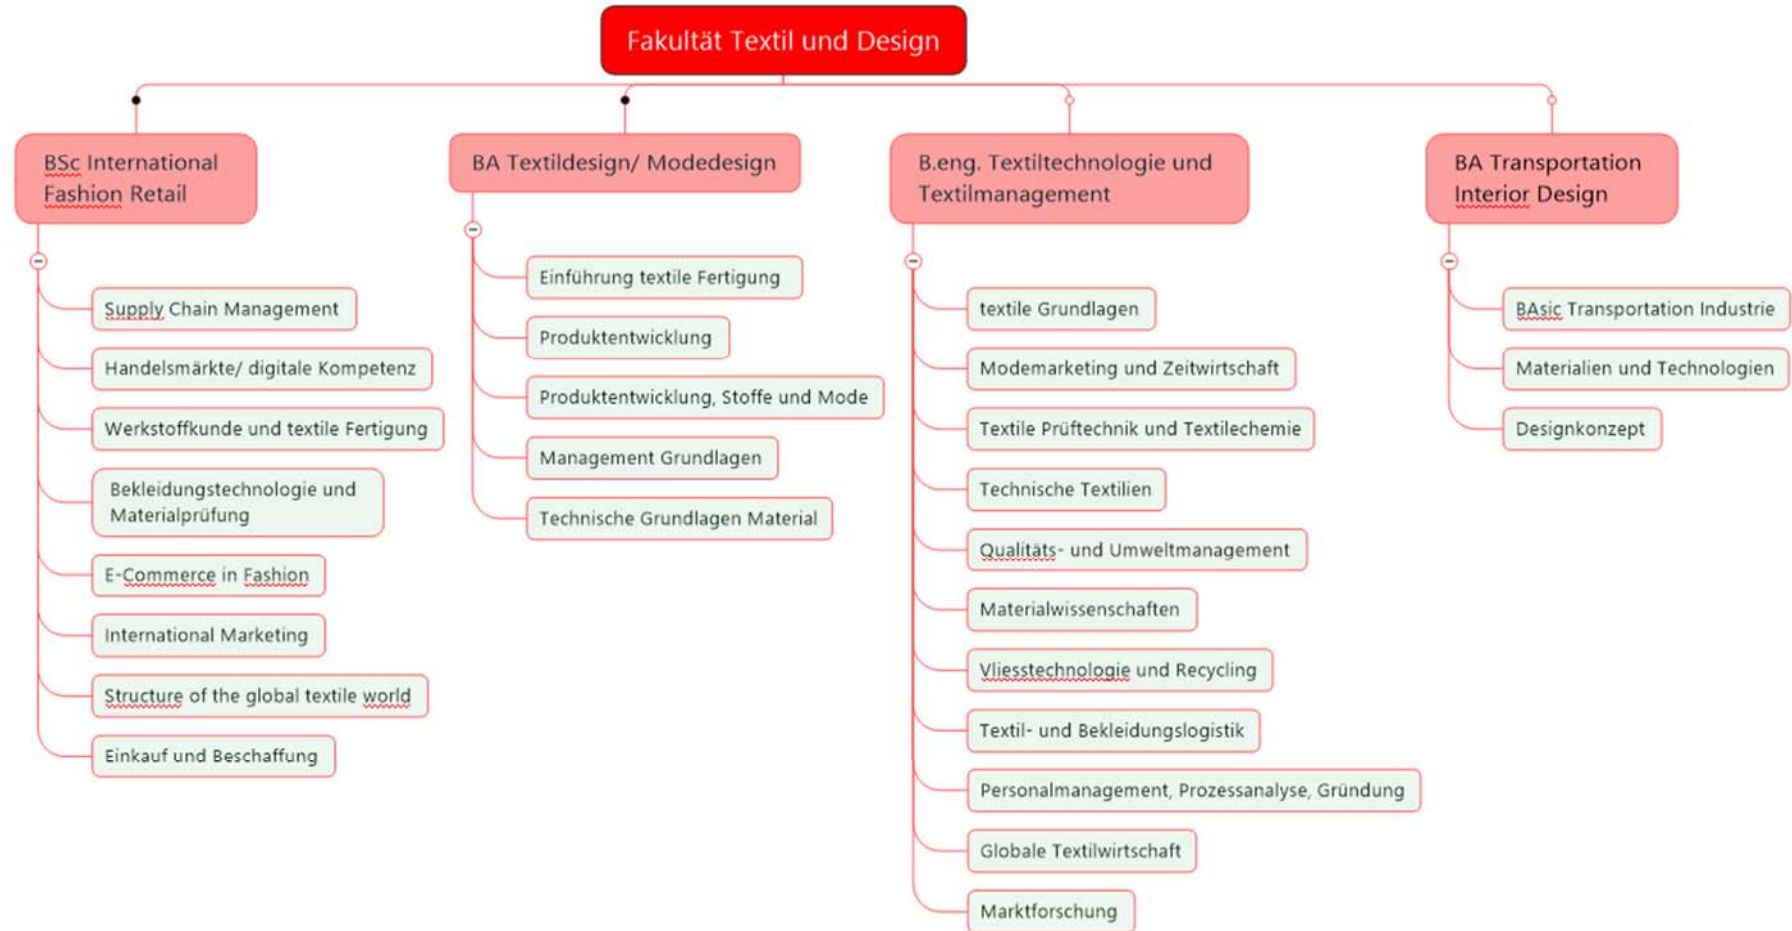 Fakultät Textil und Design
BSc International
Fashion Retail
Supply Chain Management
Handelsmärkte/ digitale Kompetenz
Werkstoffkunde und textile Fertigung
Bekleidungstechnologie und
Materialprüfung
E-Commerce in Fashion
International Marketing
Structure of the global textile world
Einkauf und Beschaffung
BA Textildesign/ Modedesign
Einführung textile Fertigung
Produktentwicklung
Produktentwicklung, Stoffe und Mode
Management Grundlagen
Technische Grundlagen Material
B.eng. Textiltechnologie und
Textilmanagement
textile Grundlagen
Modemarketing und Zeitwirtschaft
Textile Prüftechnik und Textilechemie
Technische Textilien
Qualitäts- und Umweltmanagement
Materialwissenschaften
Vliesstechnologie und Recycling
Textil- und Bekleidungslogistik
Personalmanagement, Prozessanalyse, Gründung
Globale Textilwirtschaft
Marktforschung
BA Transportation
Interior Design
BAsic Transportation Industrie
Materialien und Technologien
Designkonzept